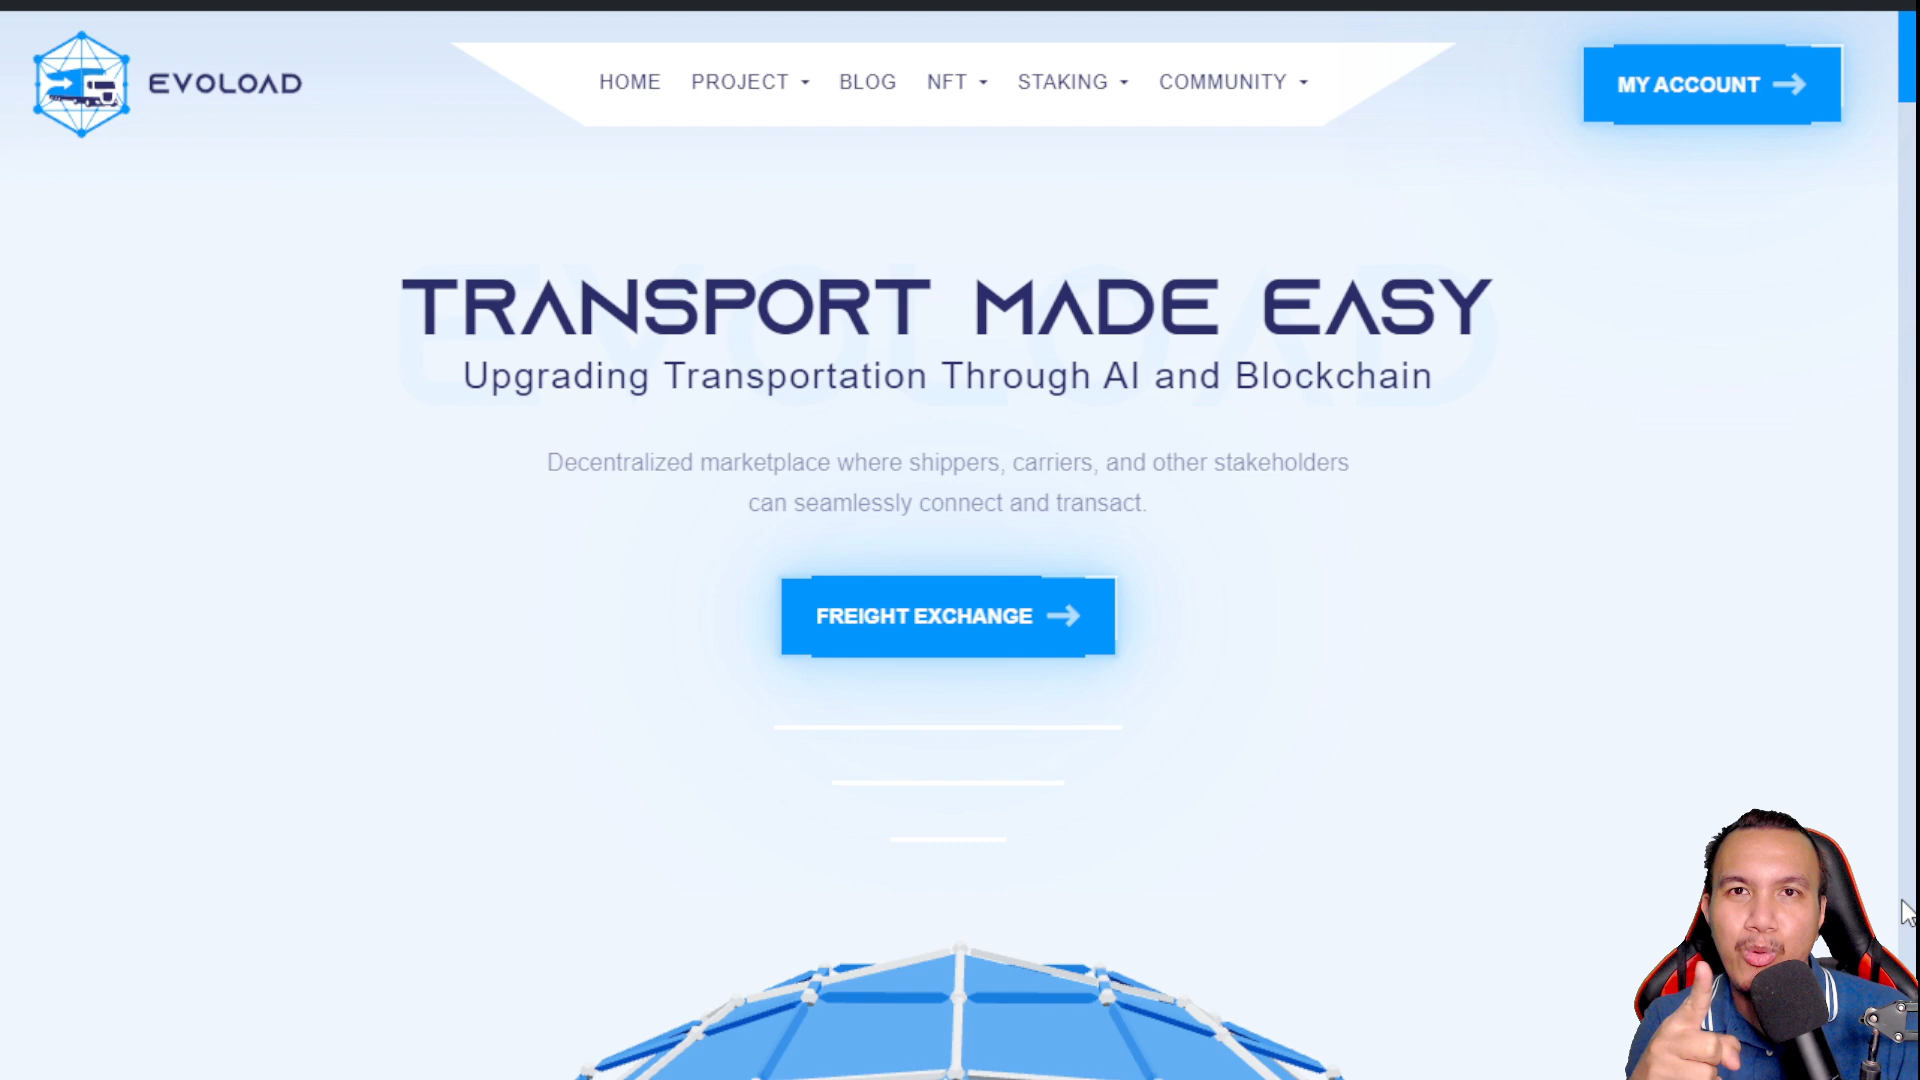 EVOLOAD
HOME PROJECT BLOG NFT STAKING COMMUNITY
MY ACCOUNT
EVOLOAD
TRANSPORT MADE EASY
Upgrading Transportation Through AI and Blockchain
Decentralized marketplace where shippers, carriers, and other stakeholders
can seamlessly connect and transact.
FREIGHT EXCHANGE